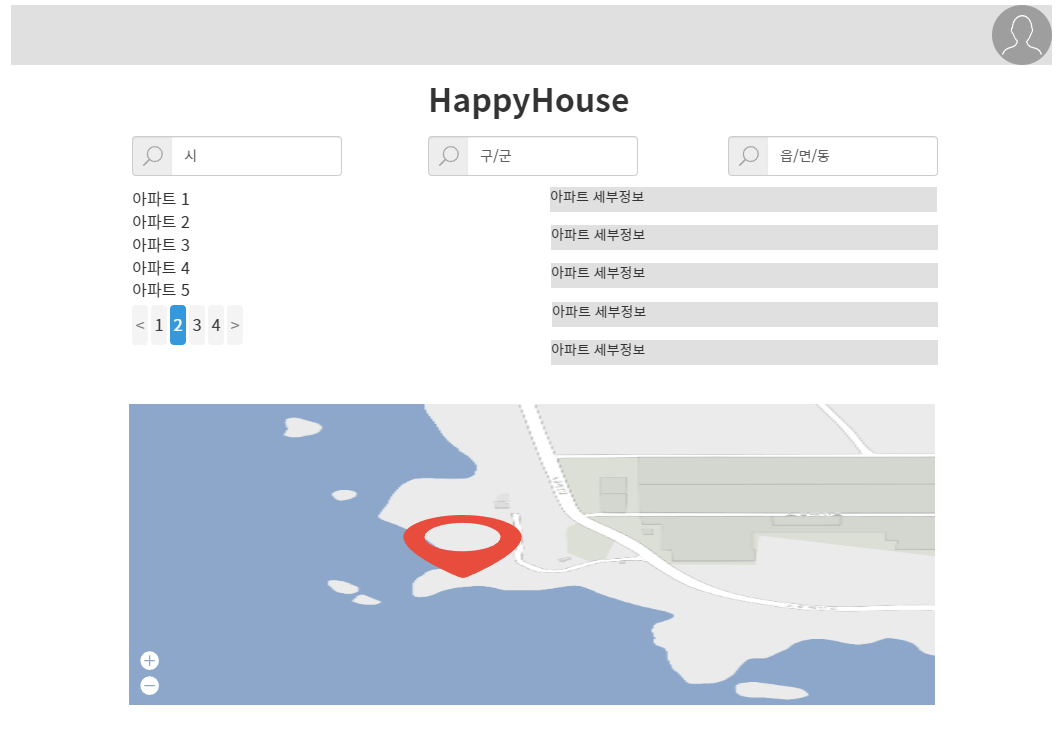 HappyHouse
시
구/군
읍/면/동
아파트 1
아파트 2
아파트 3
아파트 4
아파트 5
< 1 2 3 4 >
아파트 세부정보
아파트 세부정보
아파트 세부정보
아파트 세부정보
아파트 세부정보